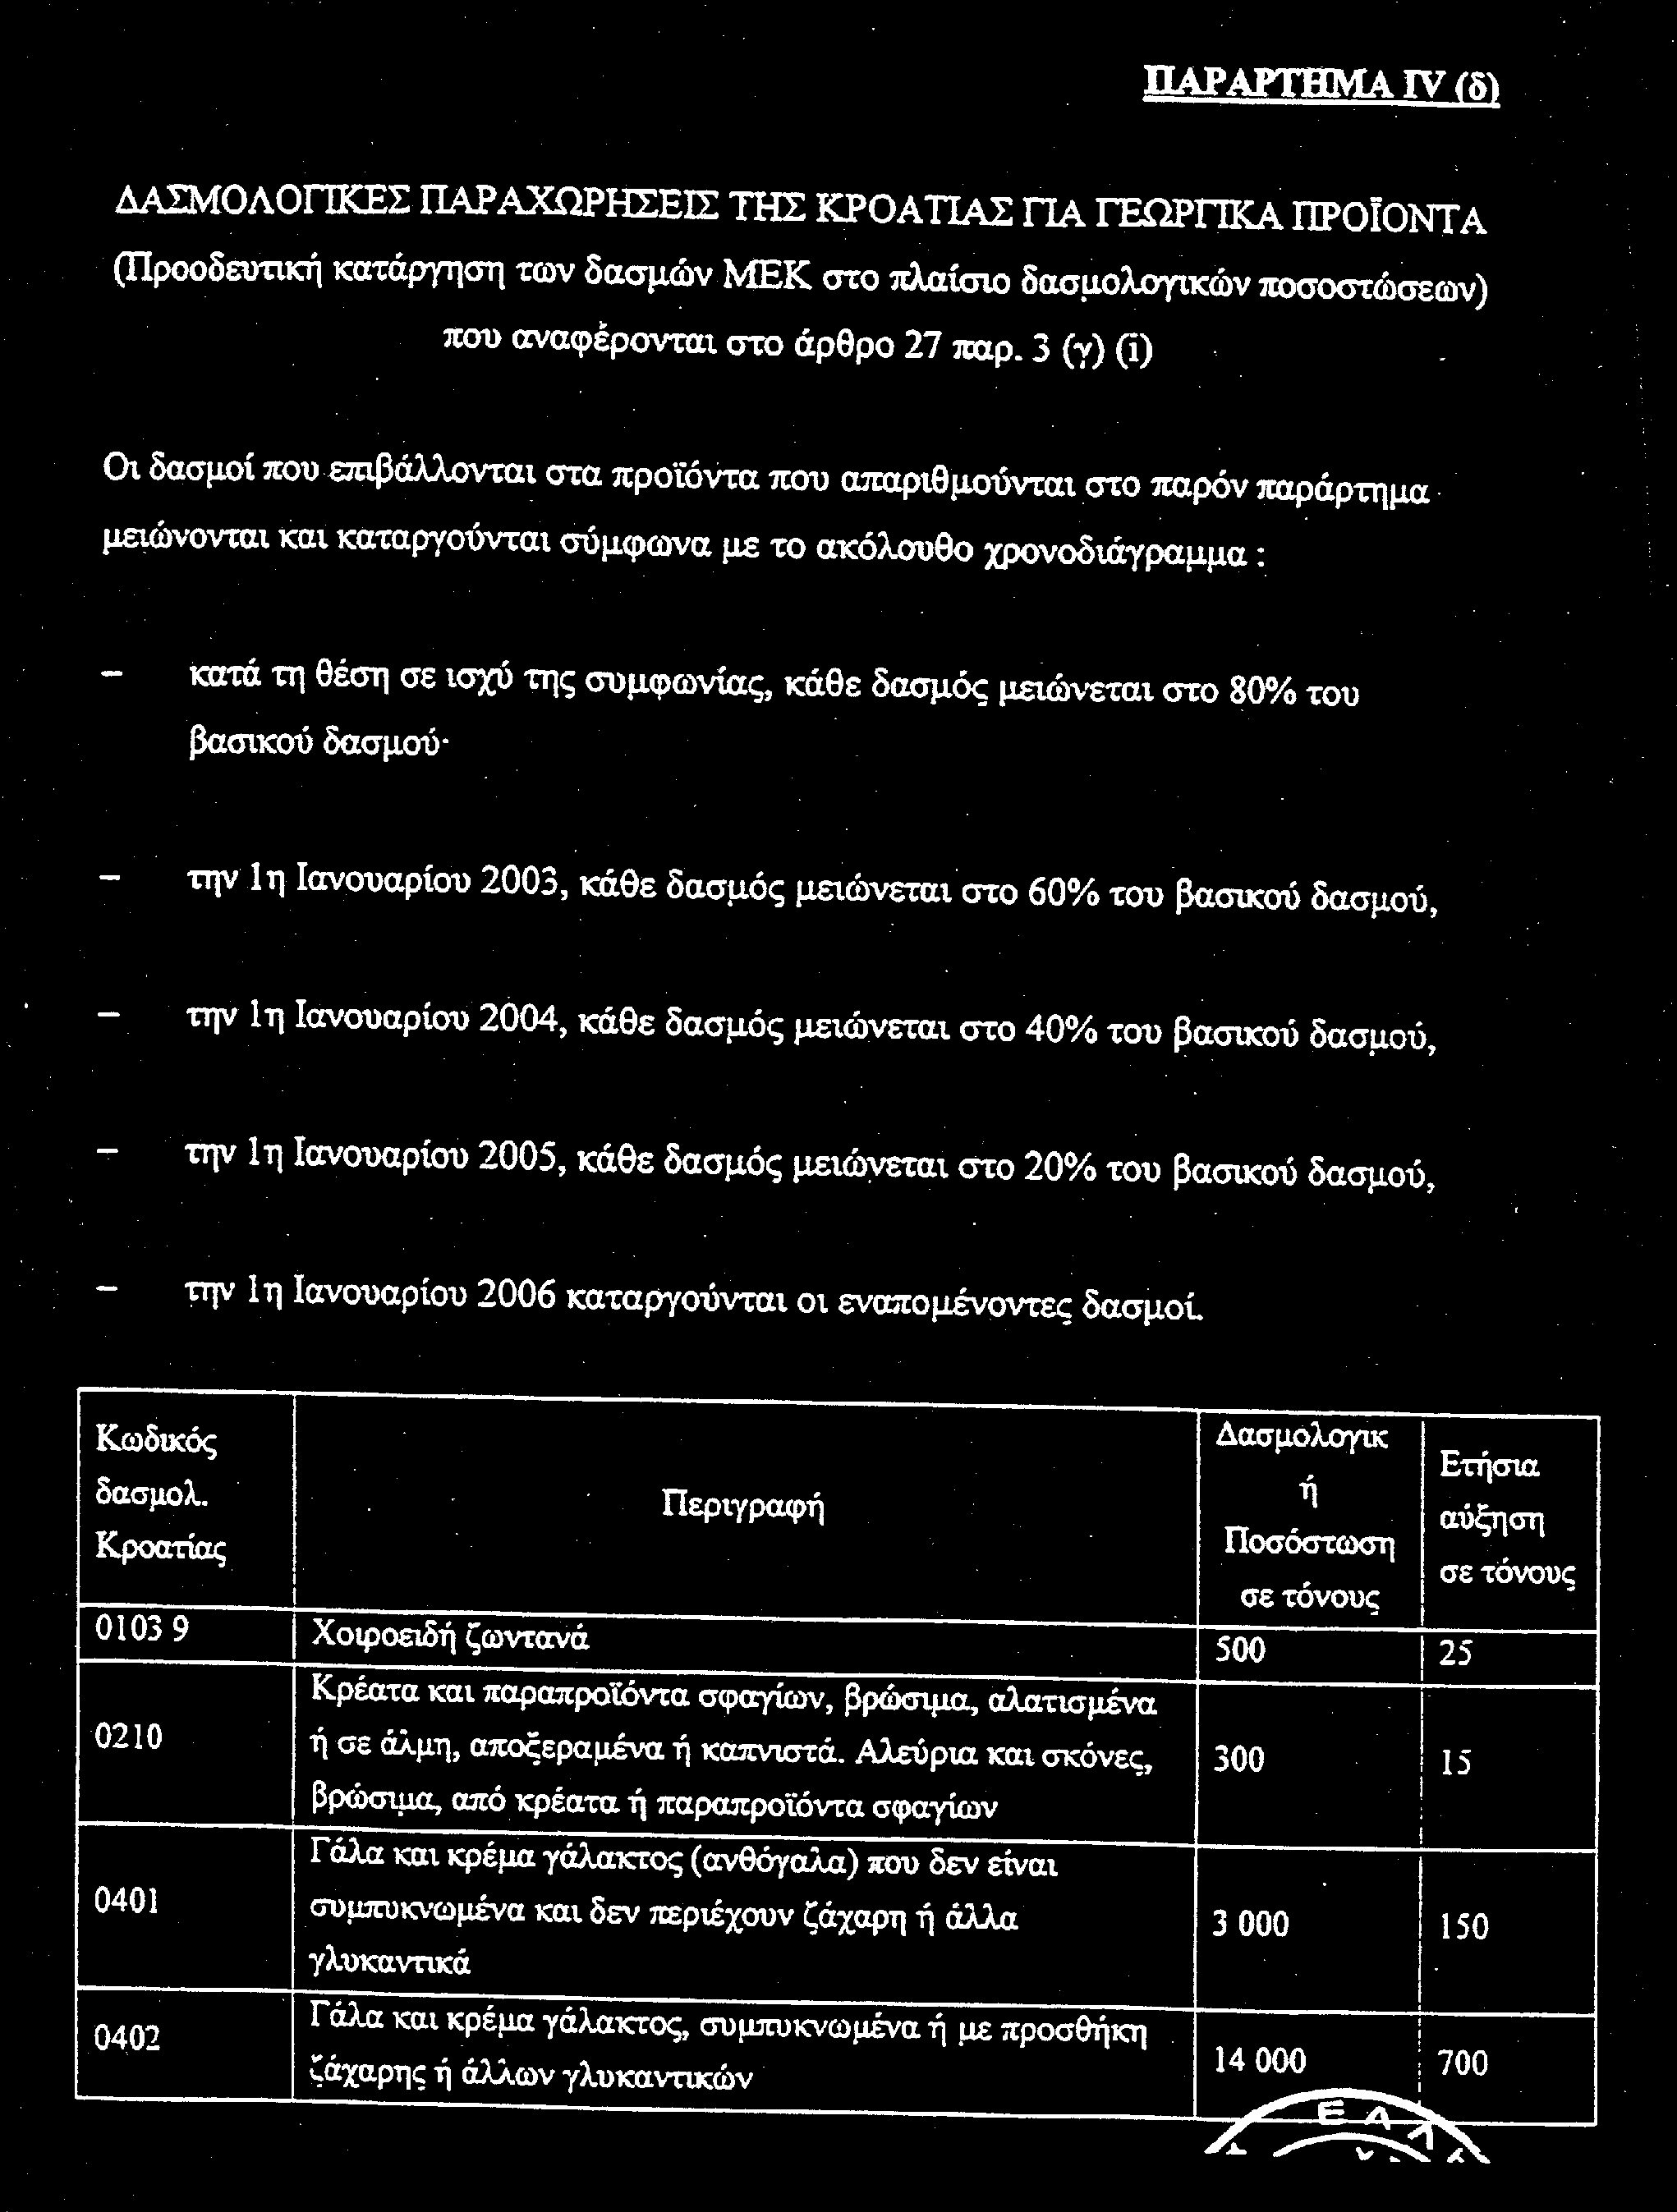 ΠΑΡΑΡΤΗΜΑ IV (δ)
ΔΑΣΜΟΛΟΓΙΚΕΣ ΠΑΡΑΧΩΡΗΣΕΙΣ ΤΗΣ ΚΡΟΑΤΙΑΣ ΓΙΑ ΓΕΩΡΓΙΚΑ ΠΡΟΪΟΝΤΑ
(Προοδευτική κατάργηση των δασμών ΜΕΚ στο πλαίσιο δασμολογικών ποσοστώσεων)
που αναφέρονται στο άρθρο 27 παρ. 3 (γ) (i)
Οι δασμοί που επιβάλλονται στα προϊόντα που απαριθμούνται στο παρόν παράρτημα
μειώνονται και καταργούνται σύμφωνα με το ακόλουθο χρονοδιάγραμμα :
– κατά τη θέση σε ισχύ της συμφωνίας, κάθε δασμός μειώνεται στο 80% του
βασικού δασμού·
– την 1η Ιανουαρίου 2003, κάθε δασμός μειώνεται στο 60% του βασικού δασμού,
– την 1η Ιανουαρίου 2004, κάθε δασμός μειώνεται στο 40% του βασικού δασμού,
– την 1η Ιανουαρίου 2005, κάθε δασμός μειώνεται στο 20% του βασικού δασμού,
– την 1η Ιανουαρίου 2006 καταργούνται οι εναπομένοντες δασμοί.
Κωδικός
δασμολ.
Κροατίας
Περιγραφή
Δασμολογικ
ή
Ποσόστωση
σε τόνους
Ετήσια
αύξηση
σε τόνους
0103 9 Χοιροειδή ζωντανά 500 25
0210
Κρέατα και παραπροϊόντα σφαγίων, βρώσιμα, αλατισμένα
ή σε άλμη, αποξεραμένα ή καπνιστά. Αλεύρια και σκόνες,
βρώσιμα, από κρέατα ή παραπροϊόντα σφαγίων
300 15
0401
Γάλα και κρέμα γάλακτος (ανθόγαλα) που δεν είναι
συμπυκνωμένα και δεν περιέχουν ζάχαρη ή άλλα
γλυκαντικά
3 000 150
0402
Γάλα και κρέμα γάλακτος, συμπυκνωμένα ή με προσθήκη
ζάχαρης ή άλλων γλυκαντικών
14 000 700